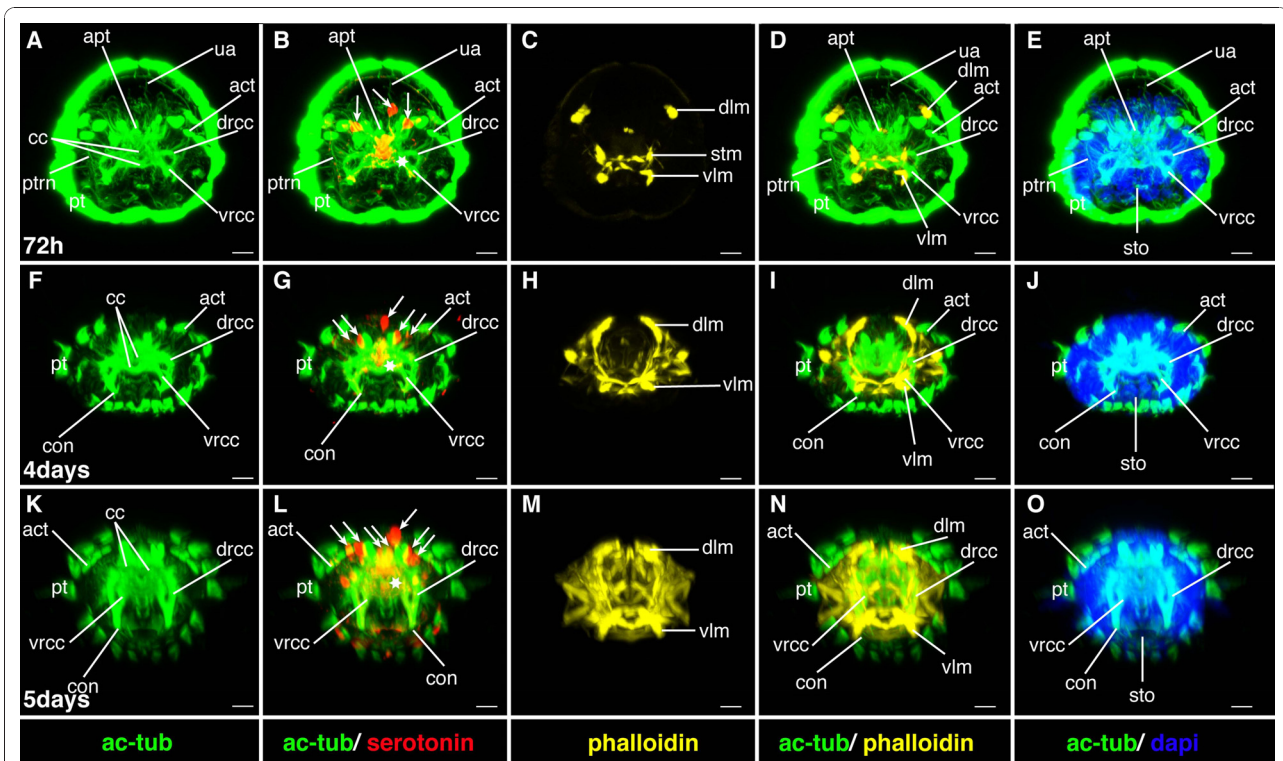 A
apt
ua
act
drcc
cc
ptrn
pt
vrcc
72h
B
apt
ua
act
drcc
vrcc
C
dlm
stm
vlm
D
apt
ua
dlm
act
drcc
ptrn
pt
vrcc
vlm
E
apt
ua
act
drcc
ptrn
pt
vrcc
sto
F
cc
act
drcc
pt
con
vrcc
4days
G
act
drcc
pt
con
vrcc
H
dlm
vlm
I
dlm
act
drcc
con
vlm
vrcc
J
act
drcc
con
sto
vrcc
K
cc
act
drcc
pt
vrcc
con
5days
L
act
drcc
pt
vrcc
con
M
dlm
vlm
N
act
dlm
drcc
pt
vrcc
con
vlm
O
act
drcc
pt
vrcc
con
sto
ac-tub
ac-tub/ serotonin
phalloidin
ac-tub/ phalloidin
ac-tub/ dapi